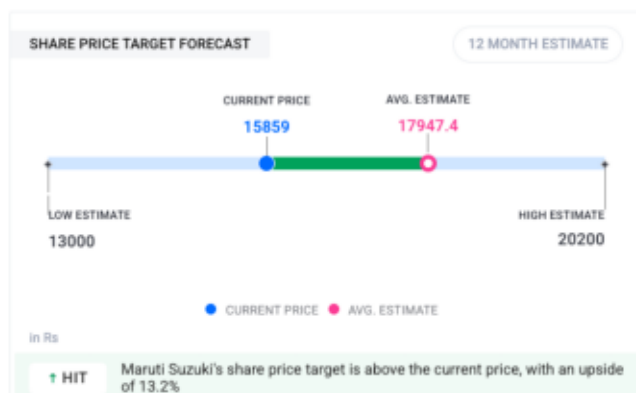 SHARE PRICE TARGET FORECAST
12 MONTH ESTIMATE
CURRENT PRICE
15859
AVG. ESTIMATE
17947.4
LOW ESTIMATE
13000
HIGH ESTIMATE
20200
CURRENT PRICE
AVG. ESTIMATE
in Rs
↑ HIT
Maruti Suzuki's share price target is above the current price, with an upside
of 13.2%